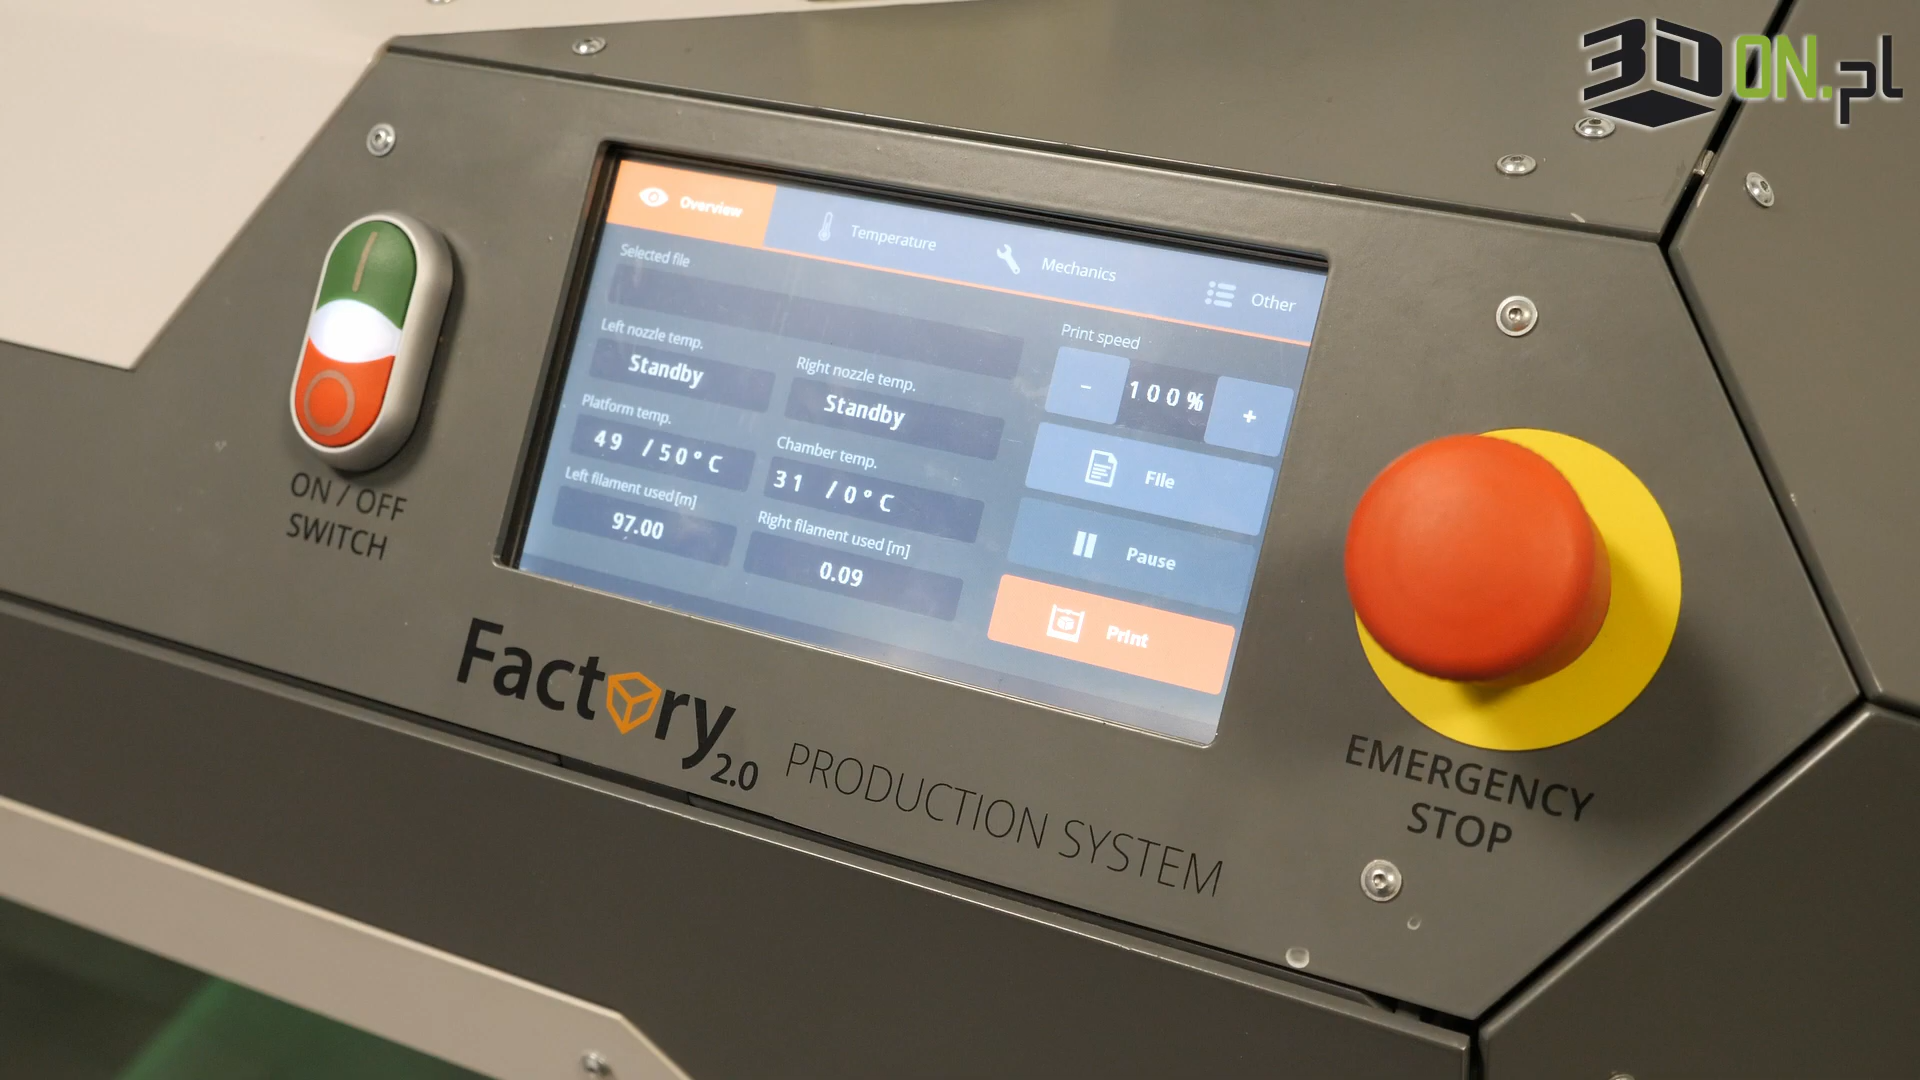 3DON.pl
Overview
Temperature
Mechanics
Other
Selected file
Print speed
- 100% +
Left nozzle temp.
Standby
Right nozzle temp.
Standby
Platform temp.
49 /50°C
Chamber temp.
31 /0°C
Left filament used[m]
97.00
Right filament used [m]
0.09
File
Pause
Print
ON / OFF
SWITCH
Factory 2.0
PRODUCTION SYSTEM
EMERGENCY
STOP